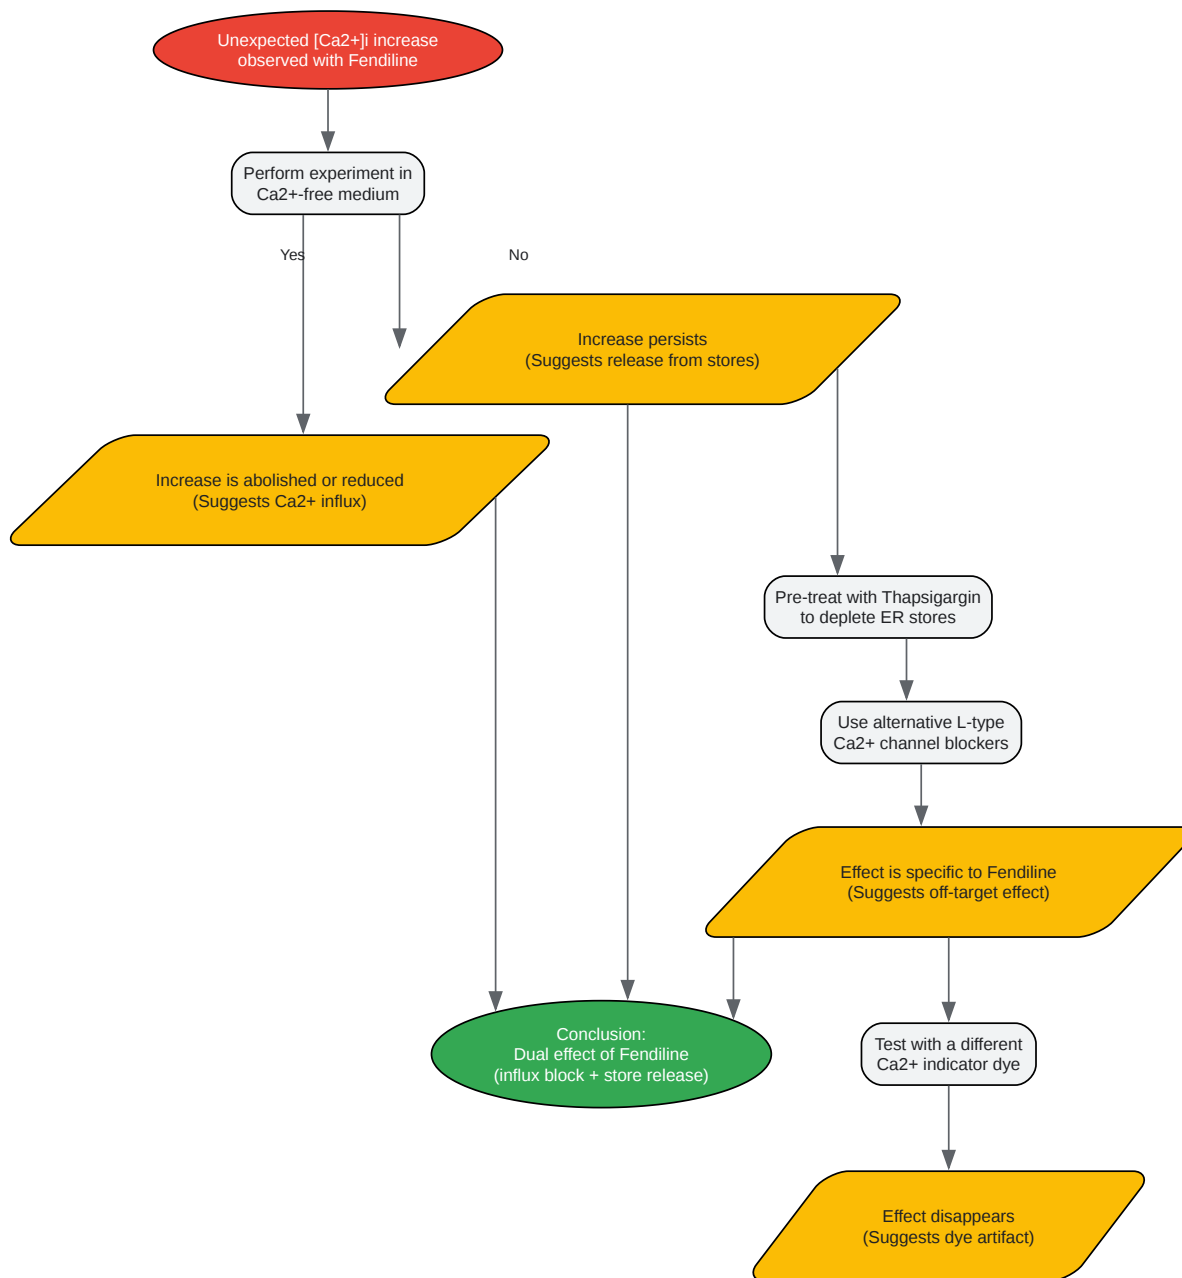 Unexpected [Ca2+]i increase
observed with Fendiline
Perform experiment in
Ca2+-free medium
Yes
No
Increase persists
(Suggests release from stores)
Increase is abolished or reduced
(Suggests Ca2+ influx)
Pre-treat with Thapsigargin
to deplete ER stores
Use alternative L-type
Ca2+ channel blockers
Effect is specific to Fendiline
(Suggests off-target effect)
Conclusion:
Dual effect of Fendiline
(influx block + store release)
Test with a different
Ca2+ indicator dye
Effect disappears
(Suggests dye artifact)